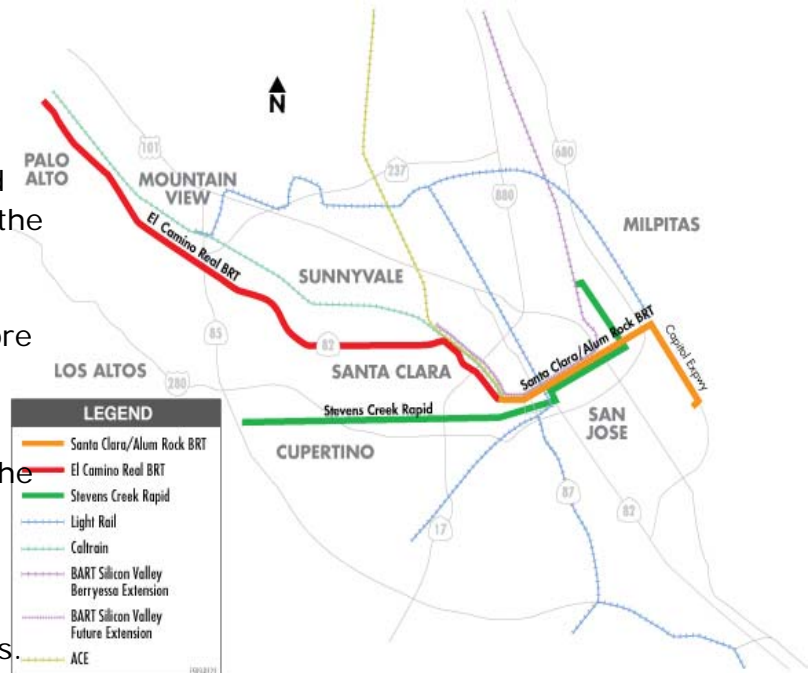 N
101
PALO
ALTO
MOUNTAIN
VIEW
237
680
880
MILPITAS
the
El Camino Real BRT
SUNNYVALE
85
82
Santa Clara/Alum Rock BRT
Capitol Expwy
LOS ALTOS
280
SANTA CLARA
Stevens Creek Rapid
SAN
JOSE
CUPERTINO
87
82
17
LEGEND
Santa Clara/Alum Rock BRT
El Camino Real BRT
Stevens Creek Rapid
Light Rail
Caltrain
BART Silicon Valley
Berryessa Extension
BART Silicon Valley
Future Extension
ACE